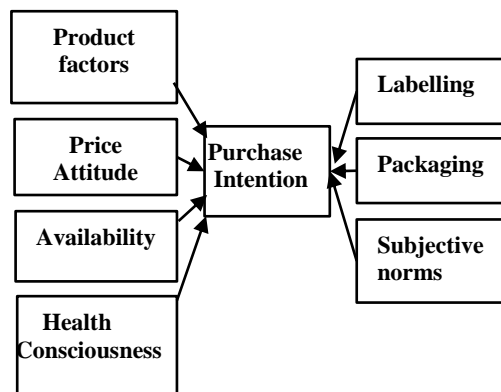 Product
factors
Price
Attitude
Availability
Health
Consciousness
Purchase
Intention
Labelling
Packaging
Subjective
norms